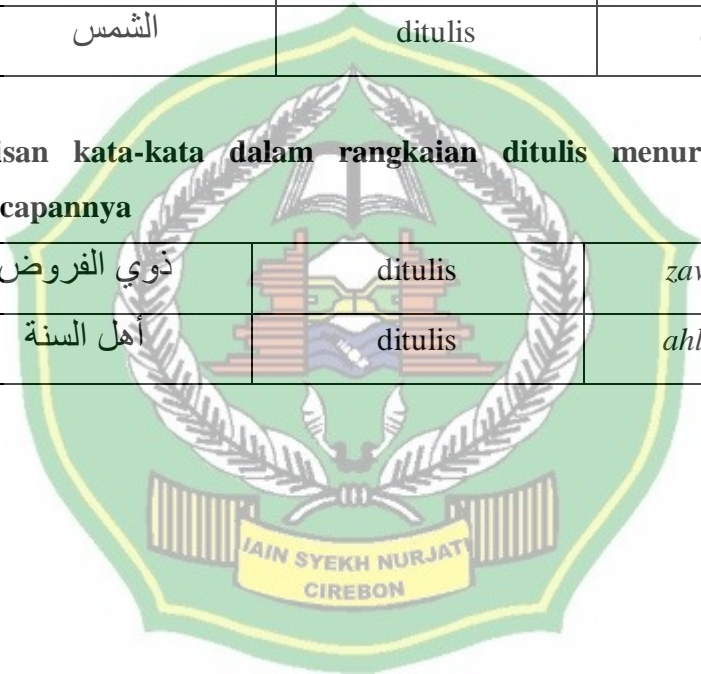 الشمس ditulis
isan kata-kata dalam rangkaian ditulis menur
capannya
ذوي الفروض ditulis zav
أهل السنة ditulis ahl
IAIN SYEKH NURJATI
CIREBON